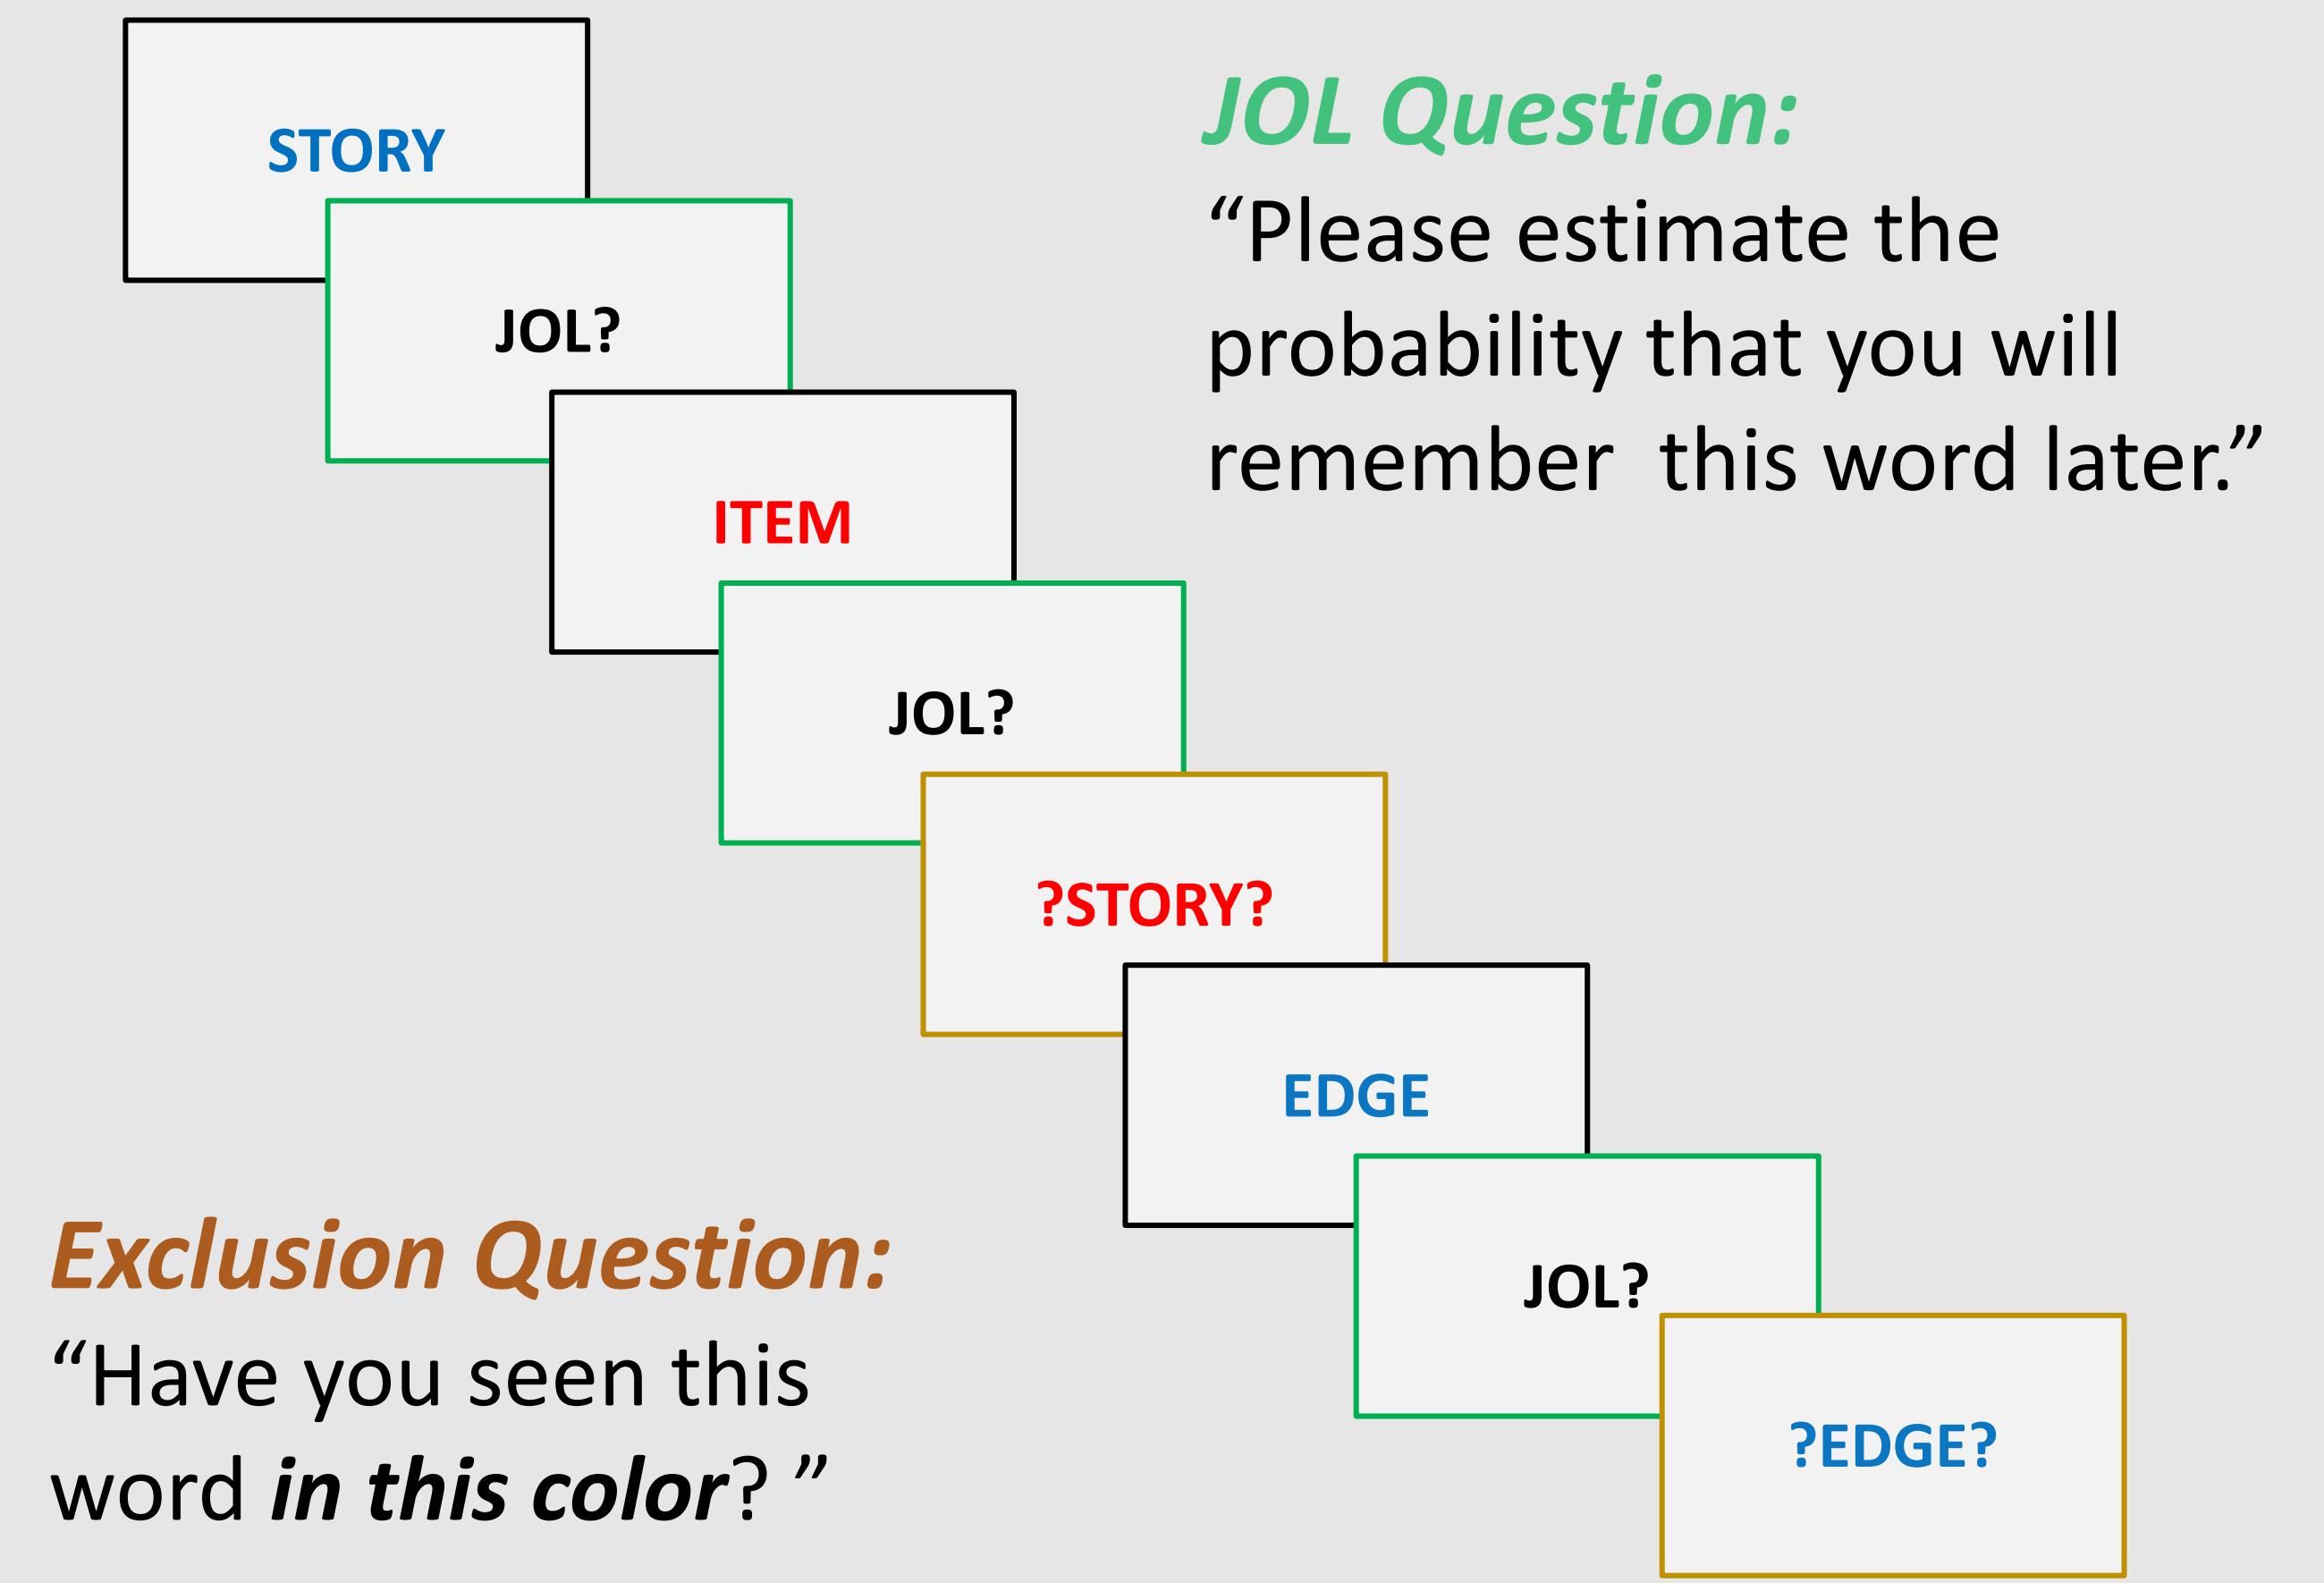 STORY
JOL?
ITEM
JOL?
?STORY?
EDGE
JOL?
?EDGE?
JOL Question:
“Please estimate the
probability that you will
remember  this word later.”
Exclusion Question:
“Have you seen this
word in this color? ”